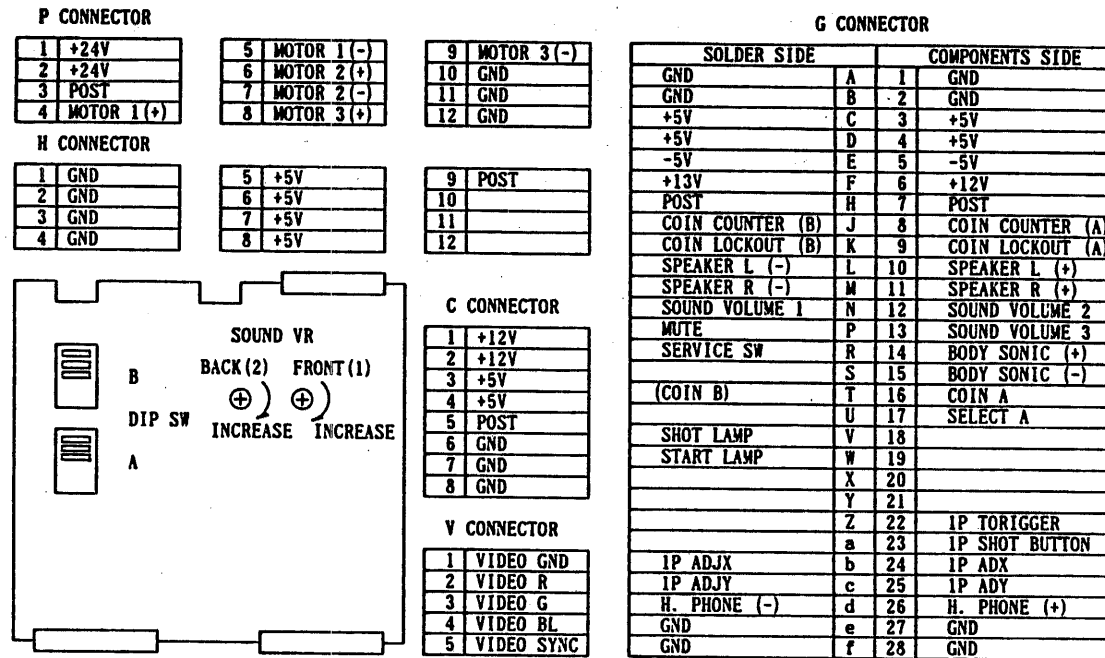 P CONNECTOR
1 +24V
2 +24V
3 POST
4 MOTOR 1(+)
5 MOTOR 1(-)
6 MOTOR 2(+)
7 MOTOR 2(-)
8 MOTOR 3(+)
9 MOTOR 3(-)
10 GND
11 GND
12 GND
H CONNECTOR
1 GND
2 GND
3 GND
4 GND
5 +5V
6 +5V
7 +5V
8 +5V
9 POST
10
11
12
SOUND VR
BACK(2) FRONT(1)
INCREASE INCREASE
B
DIP SW
A
C CONNECTOR
1 +12V
2 +12V
3 +5V
4 +5V
5 POST
6 GND
7 GND
8 GND
V CONNECTOR
1 VIDEO GND
2 VIDEO R
3 VIDEO G
4 VIDEO BL
5 VIDEO SYNC
G CONNECTOR
SOLDER SIDE COMPONENTS SIDE
GND A 1 GND
GND B 2 GND
+5V C 3 +5V
+5V D 4 +5V
-5V E 5 -5V
+13V F 6 +12V
POST H 7 POST
COIN COUNTER (B) J 8 COIN COUNTER (A)
COIN LOCKOUT (B) K 9 COIN LOCKOUT (A)
SPEAKER L (-) L 10 SPEAKER L (+)
SPEAKER R (-) M 11 SPEAKER R (+)
SOUND VOLUME 1 N 12 SOUND VOLUME 2
MUTE P 13 SOUND VOLUME 3
SERVICE SW R 14 BODY SONIC (+)
S 15 BODY SONIC (-)
(COIN B) T 16 COIN A
U 17 SELECT A
SHOT LAMP V 18
START LAMP W 19
X 20
Y 21
Z 22 1P TORIGGER
a 23 1P SHOT BUTTON
1P ADJX b 24 1P ADX
1P ADJY c 25 1P ADY
H. PHONE (-) d 26 H. PHONE (+)
GND e 27 GND
GND f 28 GND